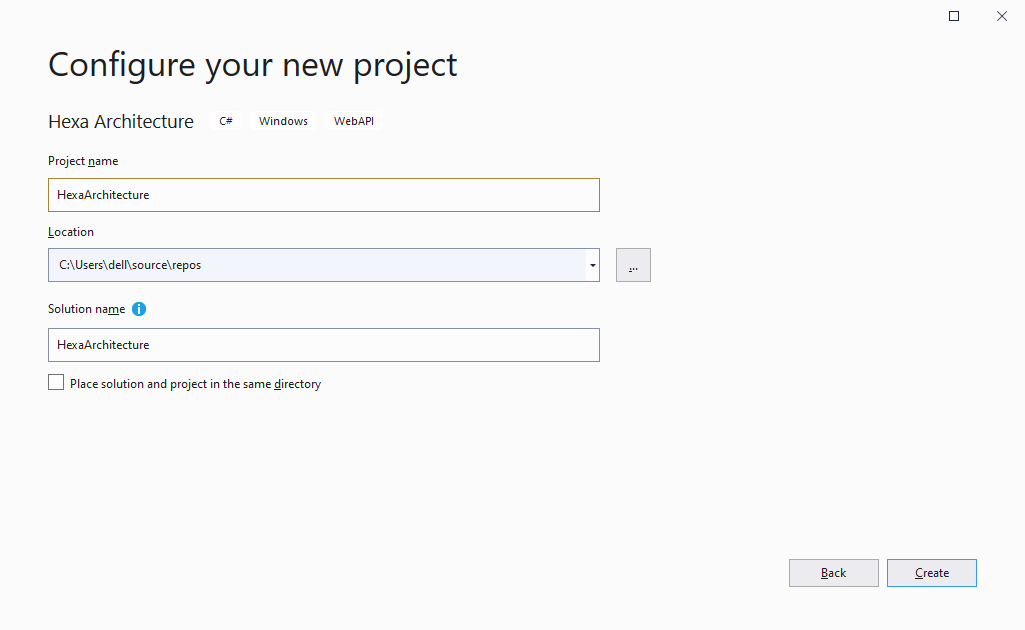 Configure your new project
Hexa Architecture C# Windows WebAPI
Project name
HexaArchitecture
Location
C:\Users\dell\source\repos
...
Solution name
HexaArchitecture
Place solution and project in the same directory
Back Create